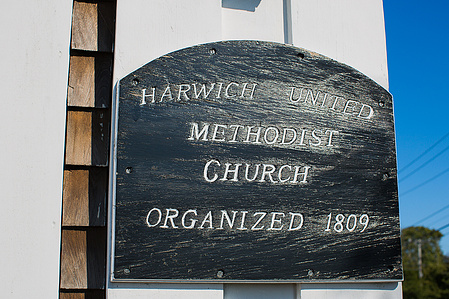 HARWICH UNITED
METHODIST
CHURCH
ORGANIZED 1809